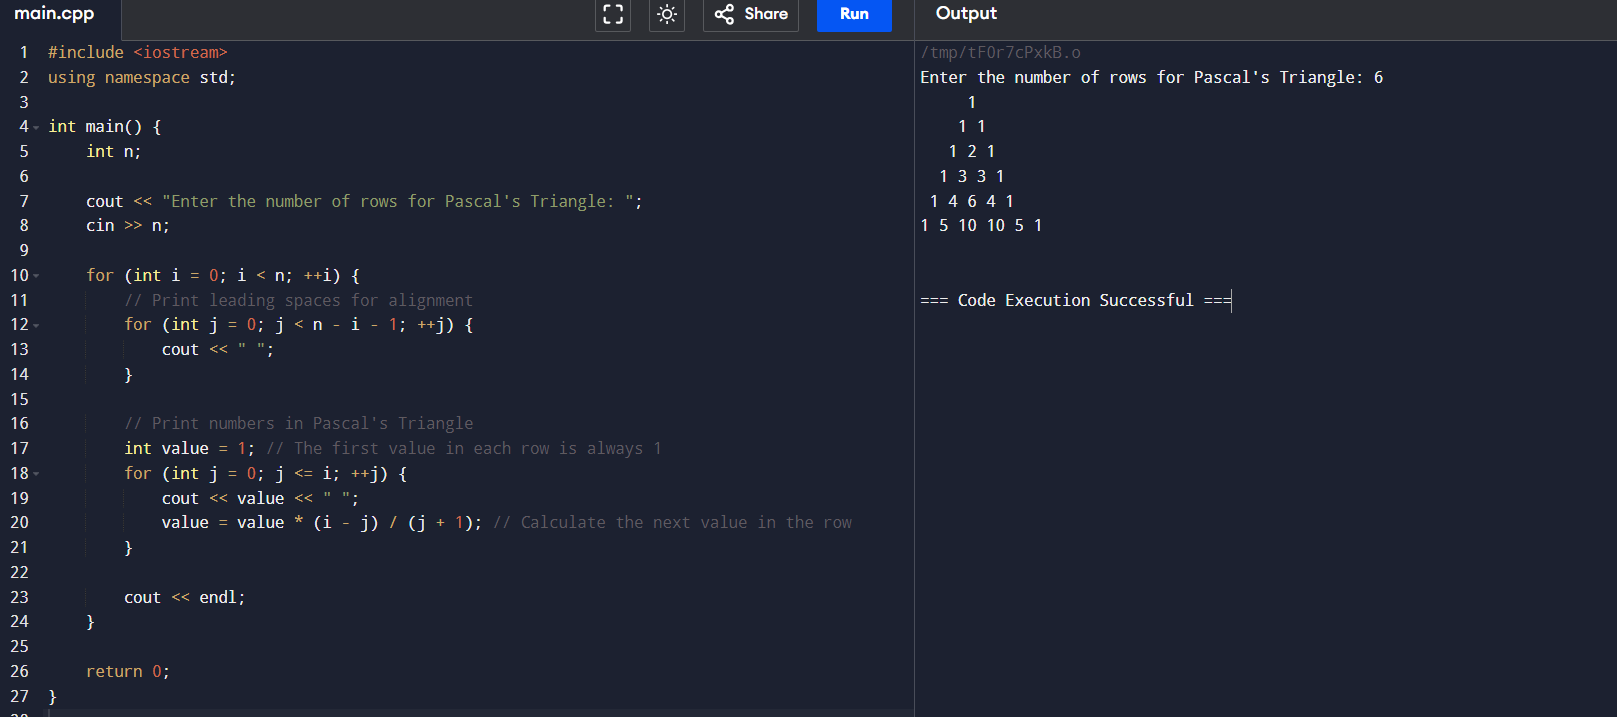 main.cpp
Share
Run
Output
1 #include <iostream>
2 using namespace std;
3
4 int main() {
5     int n;
6
7     cout << "Enter the number of rows for Pascal's Triangle: ";
8     cin >> n;
9
10     for (int i = 0; i < n; ++i) {
11         // Print leading spaces for alignment
12         for (int j = 0; j < n - i - 1; ++j) {
13             cout << " ";
14         }
15
16         // Print numbers in Pascal's Triangle
17         int value = 1; // The first value in each row is always 1
18         for (int j = 0; j <= i; ++j) {
19             cout << value << " ";
20             value = value * (i - j) / (j + 1); // Calculate the next value in the row
21         }
22
23         cout << endl;
24     }
25
26     return 0;
27 }
/tmp/tF0r7cPxkB.o
Enter the number of rows for Pascal's Triangle: 6
     1
    1 1
   1 2 1
  1 3 3 1
 1 4 6 4 1
1 5 10 10 5 1
=== Code Execution Successful ===